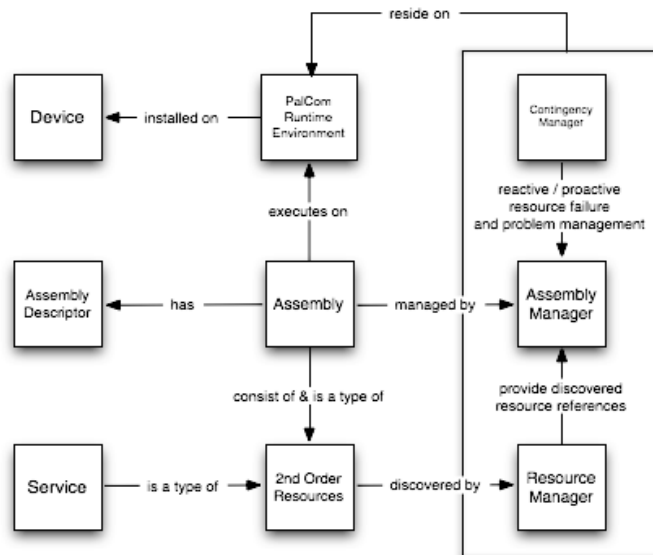 reside on
Device
installed on
PalCom
Runtime
Environment
Contingency
Manager
reactive / proactive
resource failure
and problem management
executes on
Assembly
Descriptor
has
Assembly
managed by
Assembly
Manager
consist of & is a type of
provide discovered
resource references
Service
is a type of
2nd Order
Resources
discovered by
Resource
Manager